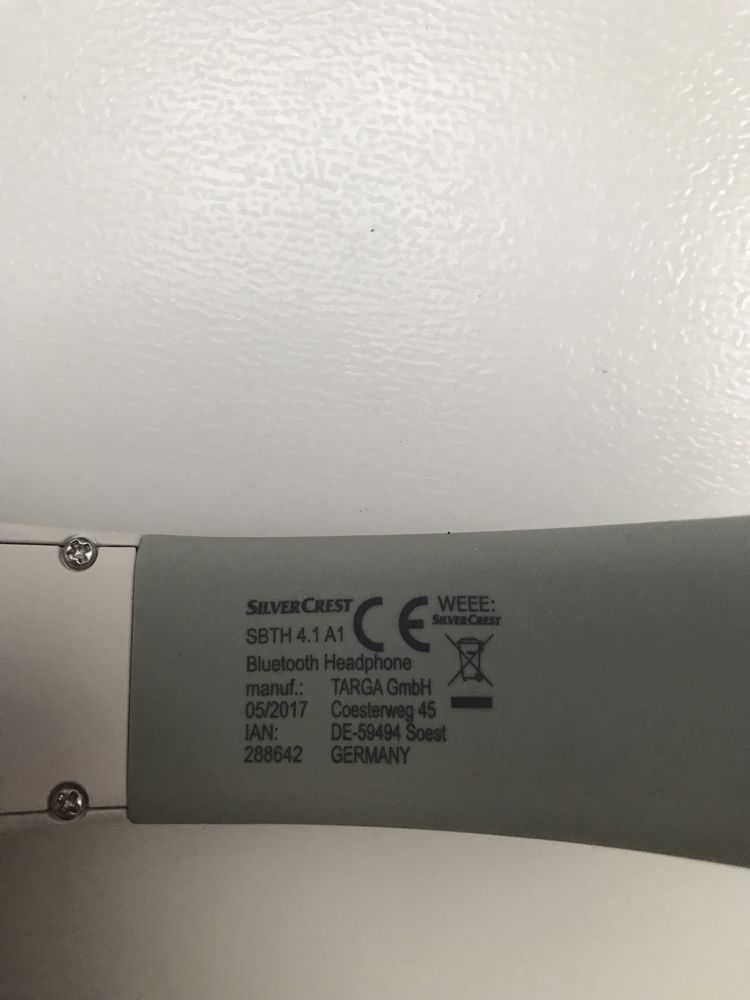 SILVERCREST
SBTH 4.1 A1
Bluetooth Headphone
manuf.: TARGA GmbH
05/2017 Coesterweg 45
IAN: DE-59494 Soest
288642 GERMANY
CE
WEEE:
SILVERCREST